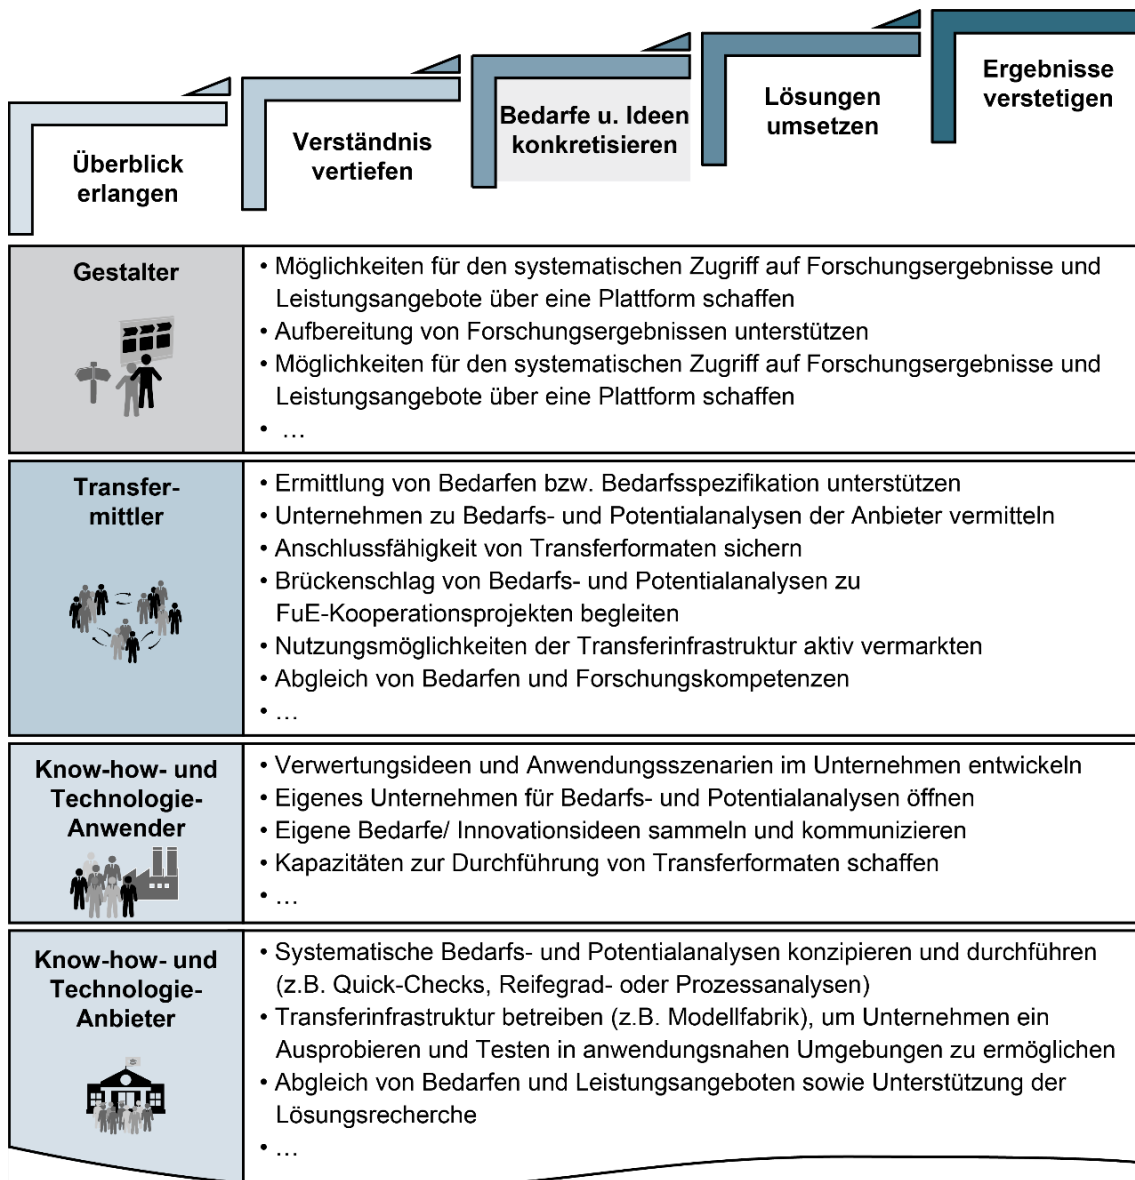 Überblick
erlangen
Verständnis
vertiefen
Bedarfe u. Ideen
konkretisieren
Lösungen
umsetzen
Ergebnisse
verstetigen
Gestalter
• Möglichkeiten für den systematischen Zugriff auf Forschungsergebnisse und
Leistungsangebote über eine Plattform schaffen
• Aufbereitung von Forschungsergebnissen unterstützen
• Möglichkeiten für den systematischen Zugriff auf Forschungsergebnisse und
Leistungsangebote über eine Plattform schaffen
• …
Transfer-
mittler
• Ermittlung von Bedarfen bzw. Bedarfsspezifikation unterstützen
• Unternehmen zu Bedarfs- und Potentialanalysen der Anbieter vermitteln
• Anschlussfähigkeit von Transferformaten sichern
• Brückenschlag von Bedarfs- und Potentialanalysen zu
FuE-Kooperationsprojekten begleiten
• Nutzungsmöglichkeiten der Transferinfrastruktur aktiv vermarkten
• Abgleich von Bedarfen und Forschungskompetenzen
• …
Know-how- und
Technologie-
Anwender
• Verwertungsideen und Anwendungsszenarien im Unternehmen entwickeln
• Eigenes Unternehmen für Bedarfs- und Potentialanalysen öffnen
• Eigene Bedarfe/ Innovationsideen sammeln und kommunizieren
• Kapazitäten zur Durchführung von Transferformaten schaffen
• …
Know-how- und
Technologie-
Anbieter
• Systematische Bedarfs- und Potentialanalysen konzipieren und durchführen
(z.B. Quick-Checks, Reifegrad- oder Prozessanalysen)
• Transferinfrastruktur betreiben (z.B. Modellfabrik), um Unternehmen ein
Ausprobieren und Testen in anwendungsnahen Umgebungen zu ermöglichen
• Abgleich von Bedarfen und Leistungsangeboten sowie Unterstützung der
Lösungsrecherche
• …